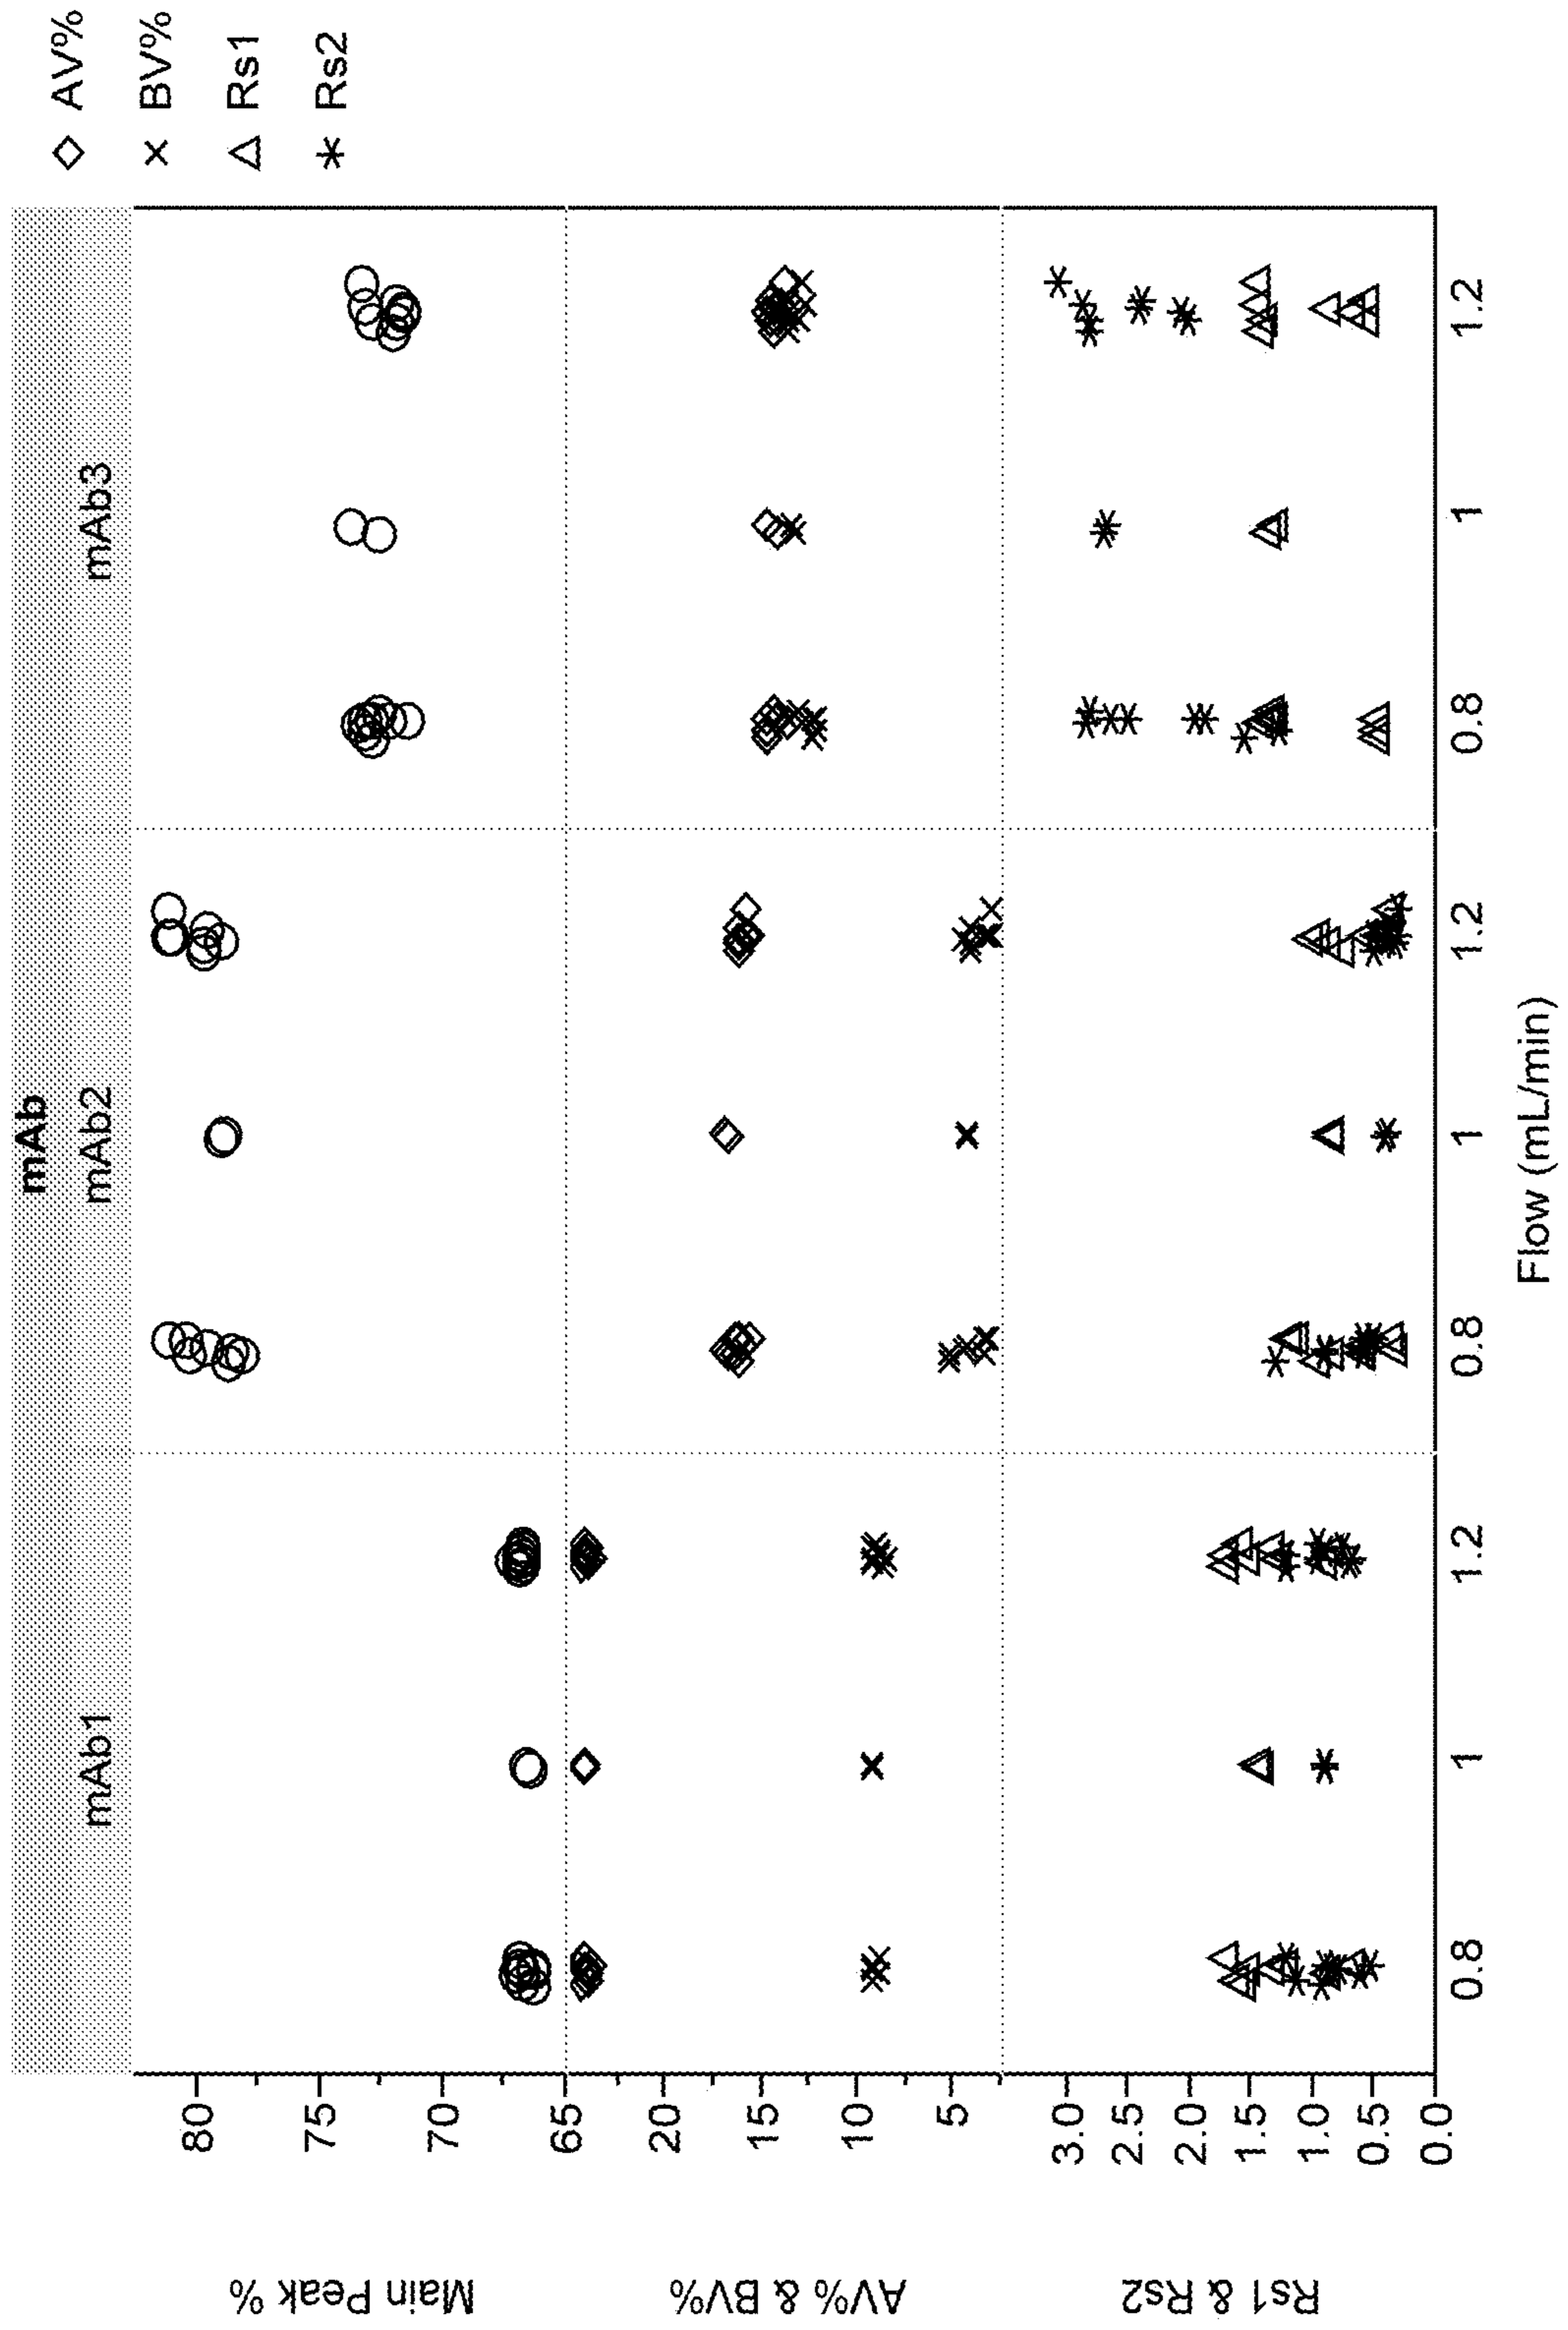 mAb
mAb1
mAb2
mAb3
AV%
BV%
Rs1
Rs2
Main Peak %
80
75
70
65
AV% & BV%
20
15
10
5
Rs1 & Rs2
3.0
2.5
2.0
1.5
1.0
0.5
0.0
0.8
1
1.2
0.8
1
1.2
0.8
1
1.2
Flow (mL/min)